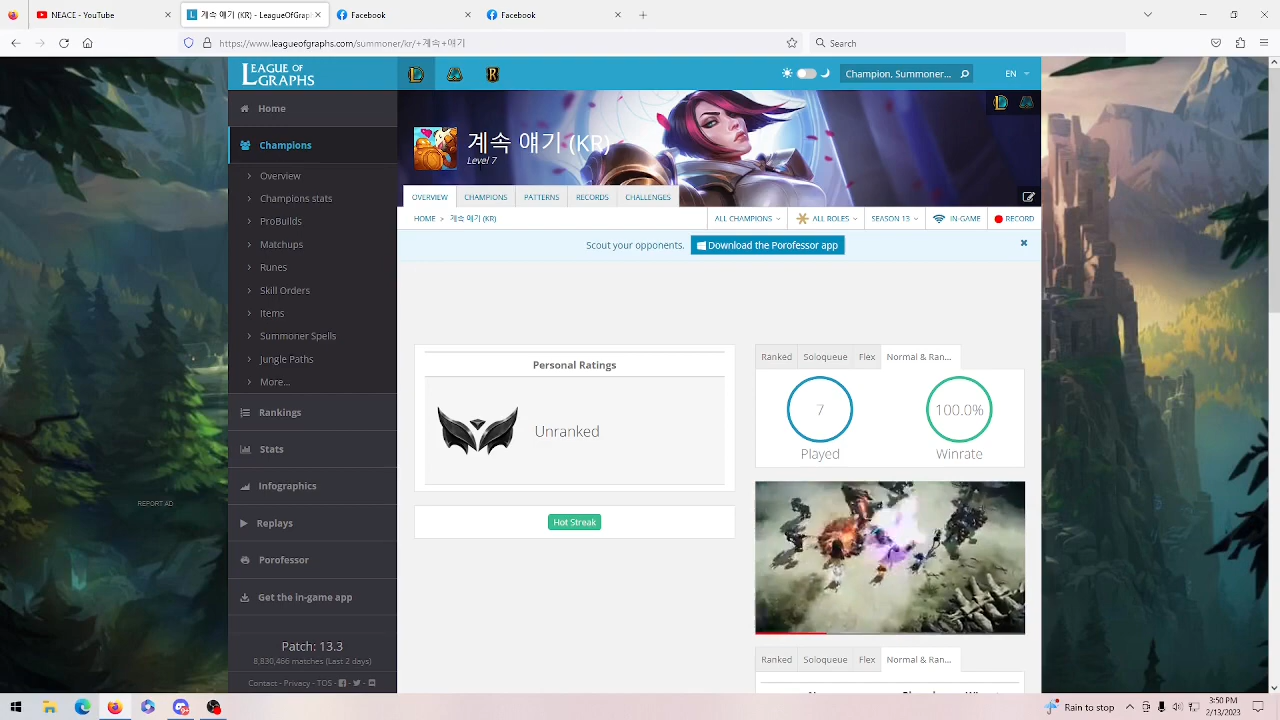 NEACE - YouTube
계속 얘기 (KR) - League of Graphs
Facebook
Facebook
https://www.leagueofgraphs.com/summoner/kr/+계속+얘기
Search
LEAGUE OF GRAPHS
Champion, Summoner...
EN
Home
Champions
Overview
Champions stats
ProBuilds
Matchups
Runes
Skill Orders
Items
Summoner Spells
Jungle Paths
More...
Rankings
Stats
Infographics
Replays
Porofessor
Get the in-game app
Patch: 13.3
8,830,466 matches (Last 2 days)
Contact - Privacy - TOS -
REPORT AD
계속 얘기 (KR)
Level 7
OVERVIEW CHAMPIONS PATTERNS RECORDS CHALLENGES
HOME > 계속 얘기 (KR)
ALL CHAMPIONS ALL ROLES SEASON 13 IN-GAME RECORD
Scout your opponents. Download the Porofessor app
Personal Ratings
Unranked
Hot Streak
Ranked Soloqueue Flex Normal & Ran...
7
Played
100.0%
Winrate
Ranked Soloqueue Flex Normal & Ran...
Rain to stop
3:50 PM
2/13/2023